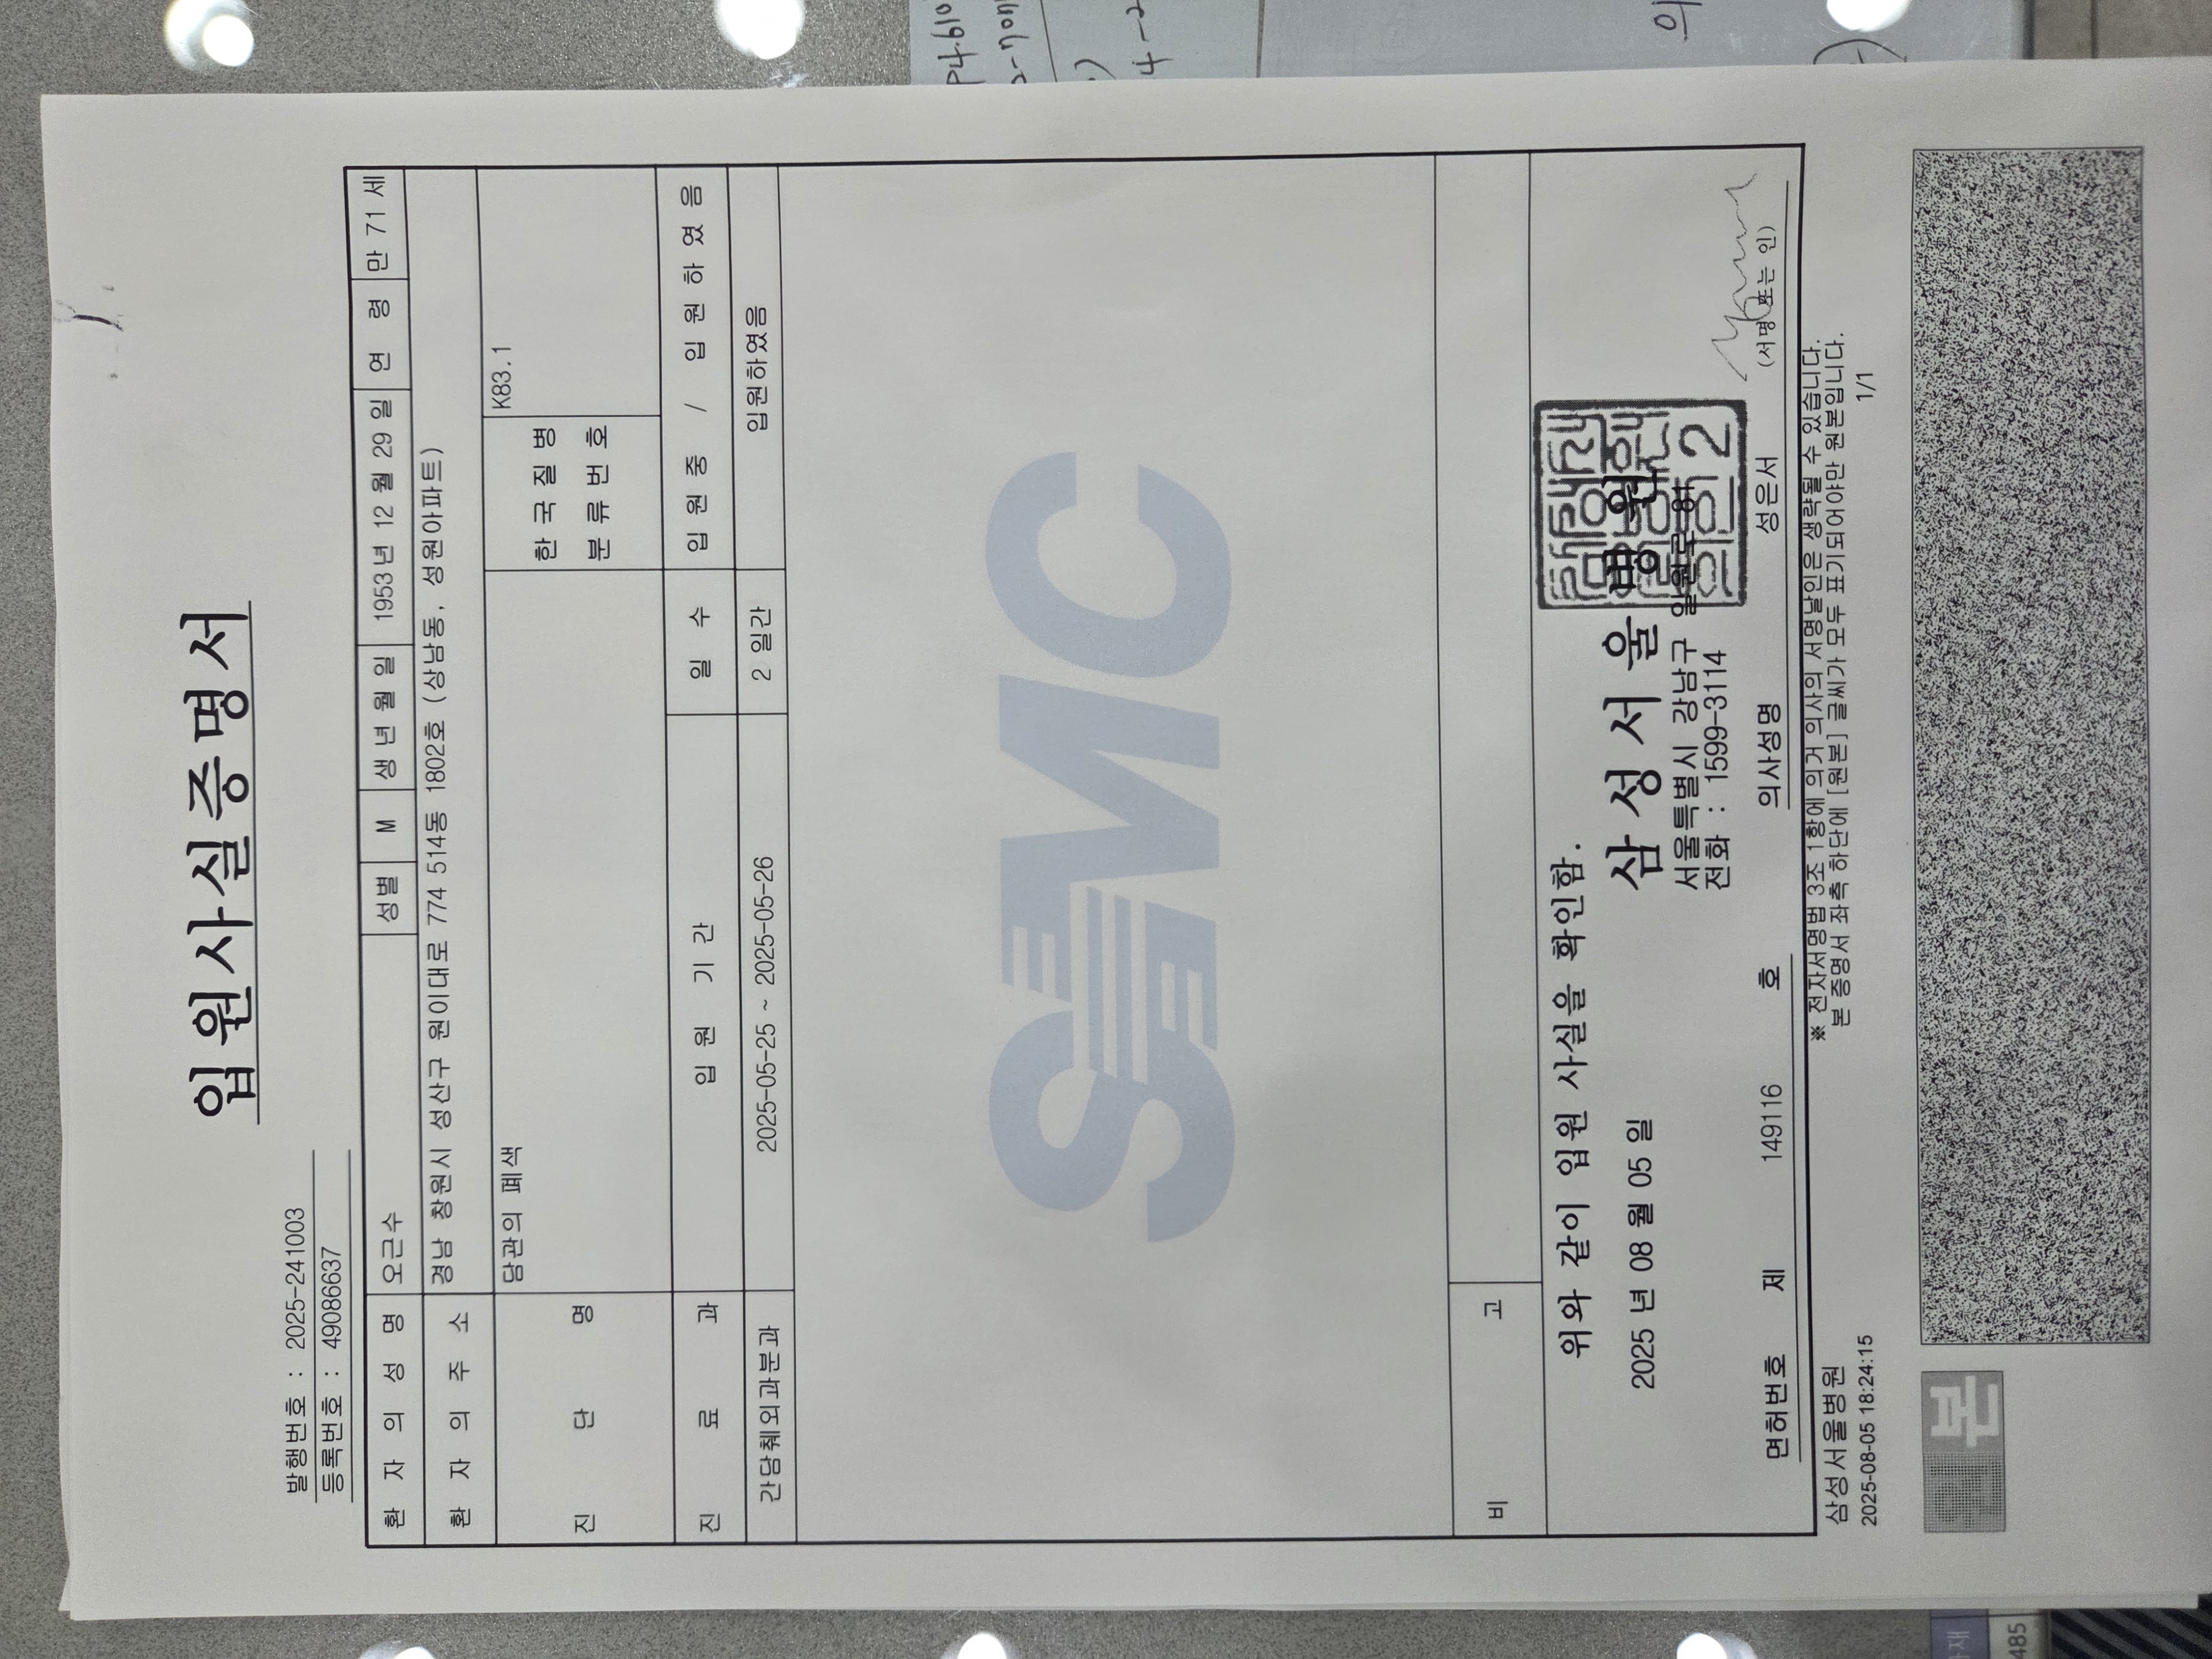 입원사실증명서
발행번호 : 2025-241003
등록번호 : 49086637
환자의성명 오근수 성별 M 생년월일 1953년 12월 29일 연령 만 71 세
환자의주소 경남 창원시 성산구 원이대로 774 514동 1802호 (상남동, 성원아파트)
진단명 담관의 폐색 한국질병 분류번호 K83.1
진료과 입원기간 일수 입원중 / 입원하였음
간담췌외과분과 2025-05-25 ~ 2025-05-26 2 일간 입원하였음
SMC
비고
위와 같이 입원 사실을 확인함.
2025 년 08 월 05 일
삼성서울병원
서울특별시 강남구 일원로 81
전화 : 1599-3114
면허번호 제 149116 호 의사성명 성은서 (서명 또는 인)
※ 전자서명법 3조 1항에 의거 의사의 서명날인은 생략될 수 있습니다.
본 증명서 좌측 하단에 [원본] 글씨가 모두 표기되어야만 원본입니다.
삼성서울병원
2025-08-05 18:24:15
1/1
본